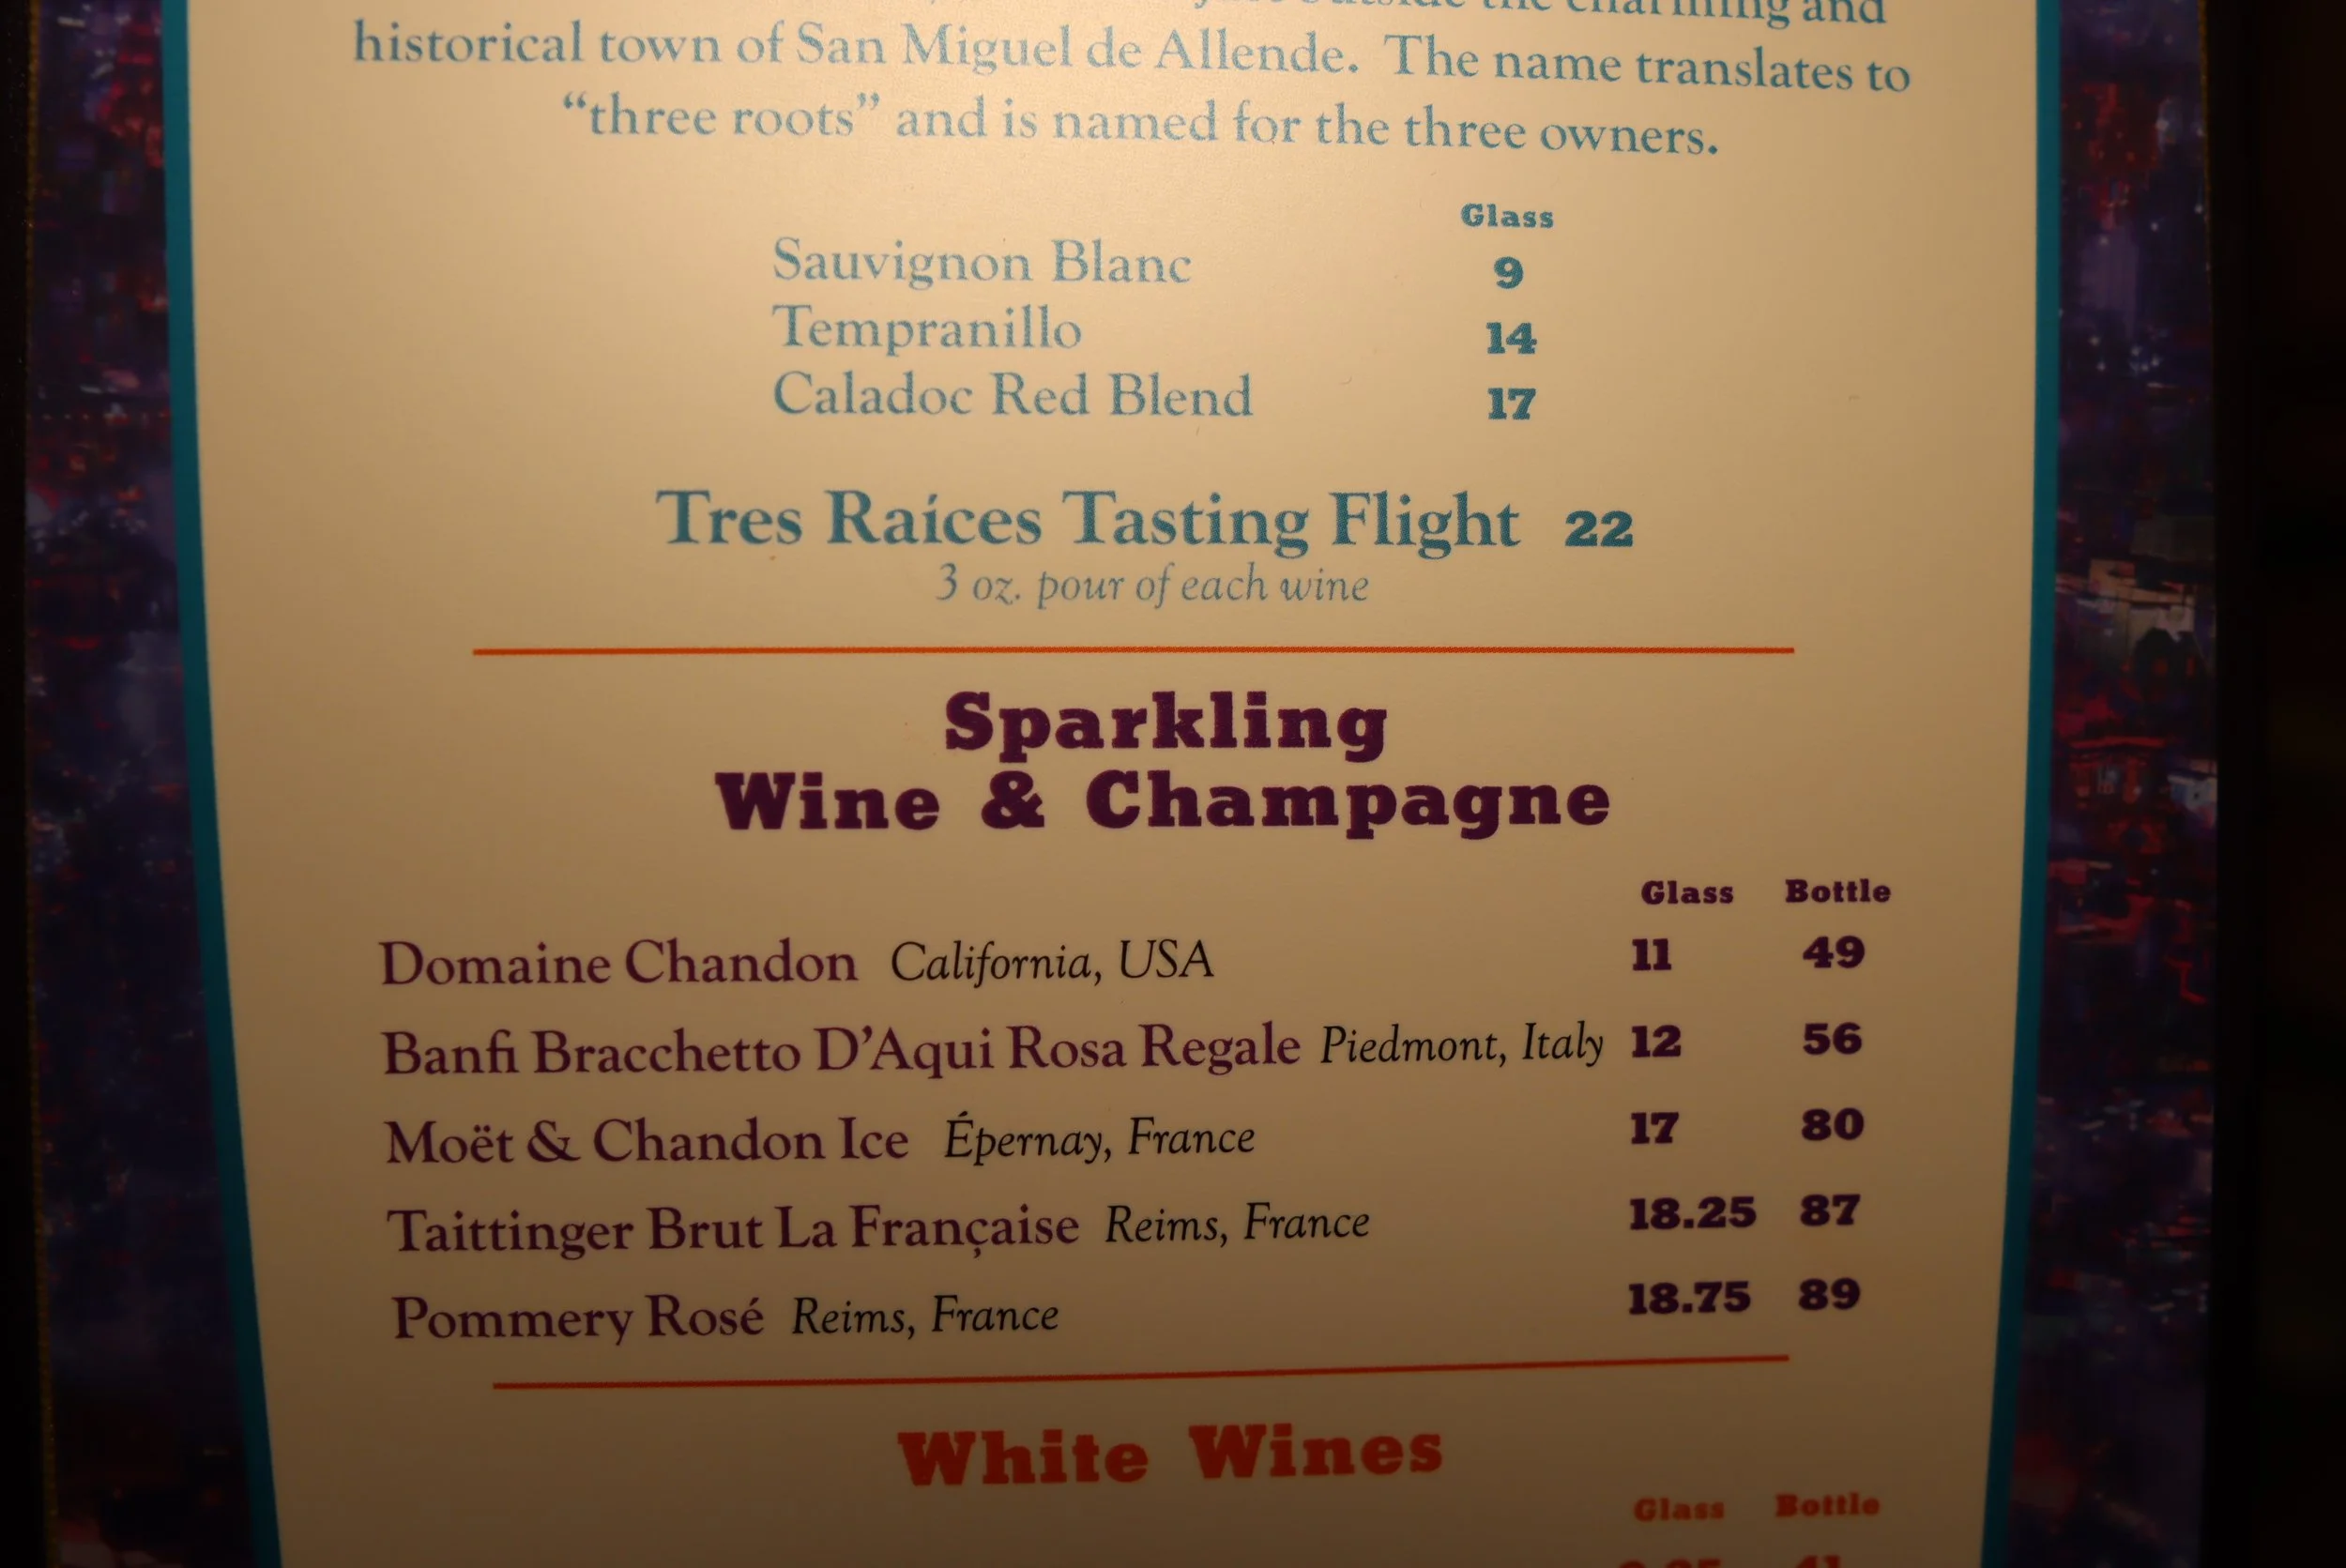 outside the charming and
historical town of San Miguel de Allende. The name translates to
“three roots” and is named for the three owners.
Glass
Sauvignon Blanc 9
Tempranillo 14
Caladoc Red Blend 17
Tres Raíces Tasting Flight 22
3 oz. pour of each wine
Sparkling
Wine & Champagne
Glass Bottle
Domaine Chandon California, USA 11 49
Banfi Bracchetto D’Aqui Rosa Regale Piedmont, Italy 12 56
Moët & Chandon Ice Épernay, France 17 80
Taittinger Brut La Française Reims, France 18.25 87
Pommery Rosé Reims, France 18.75 89
White Wines
Glass Bottle